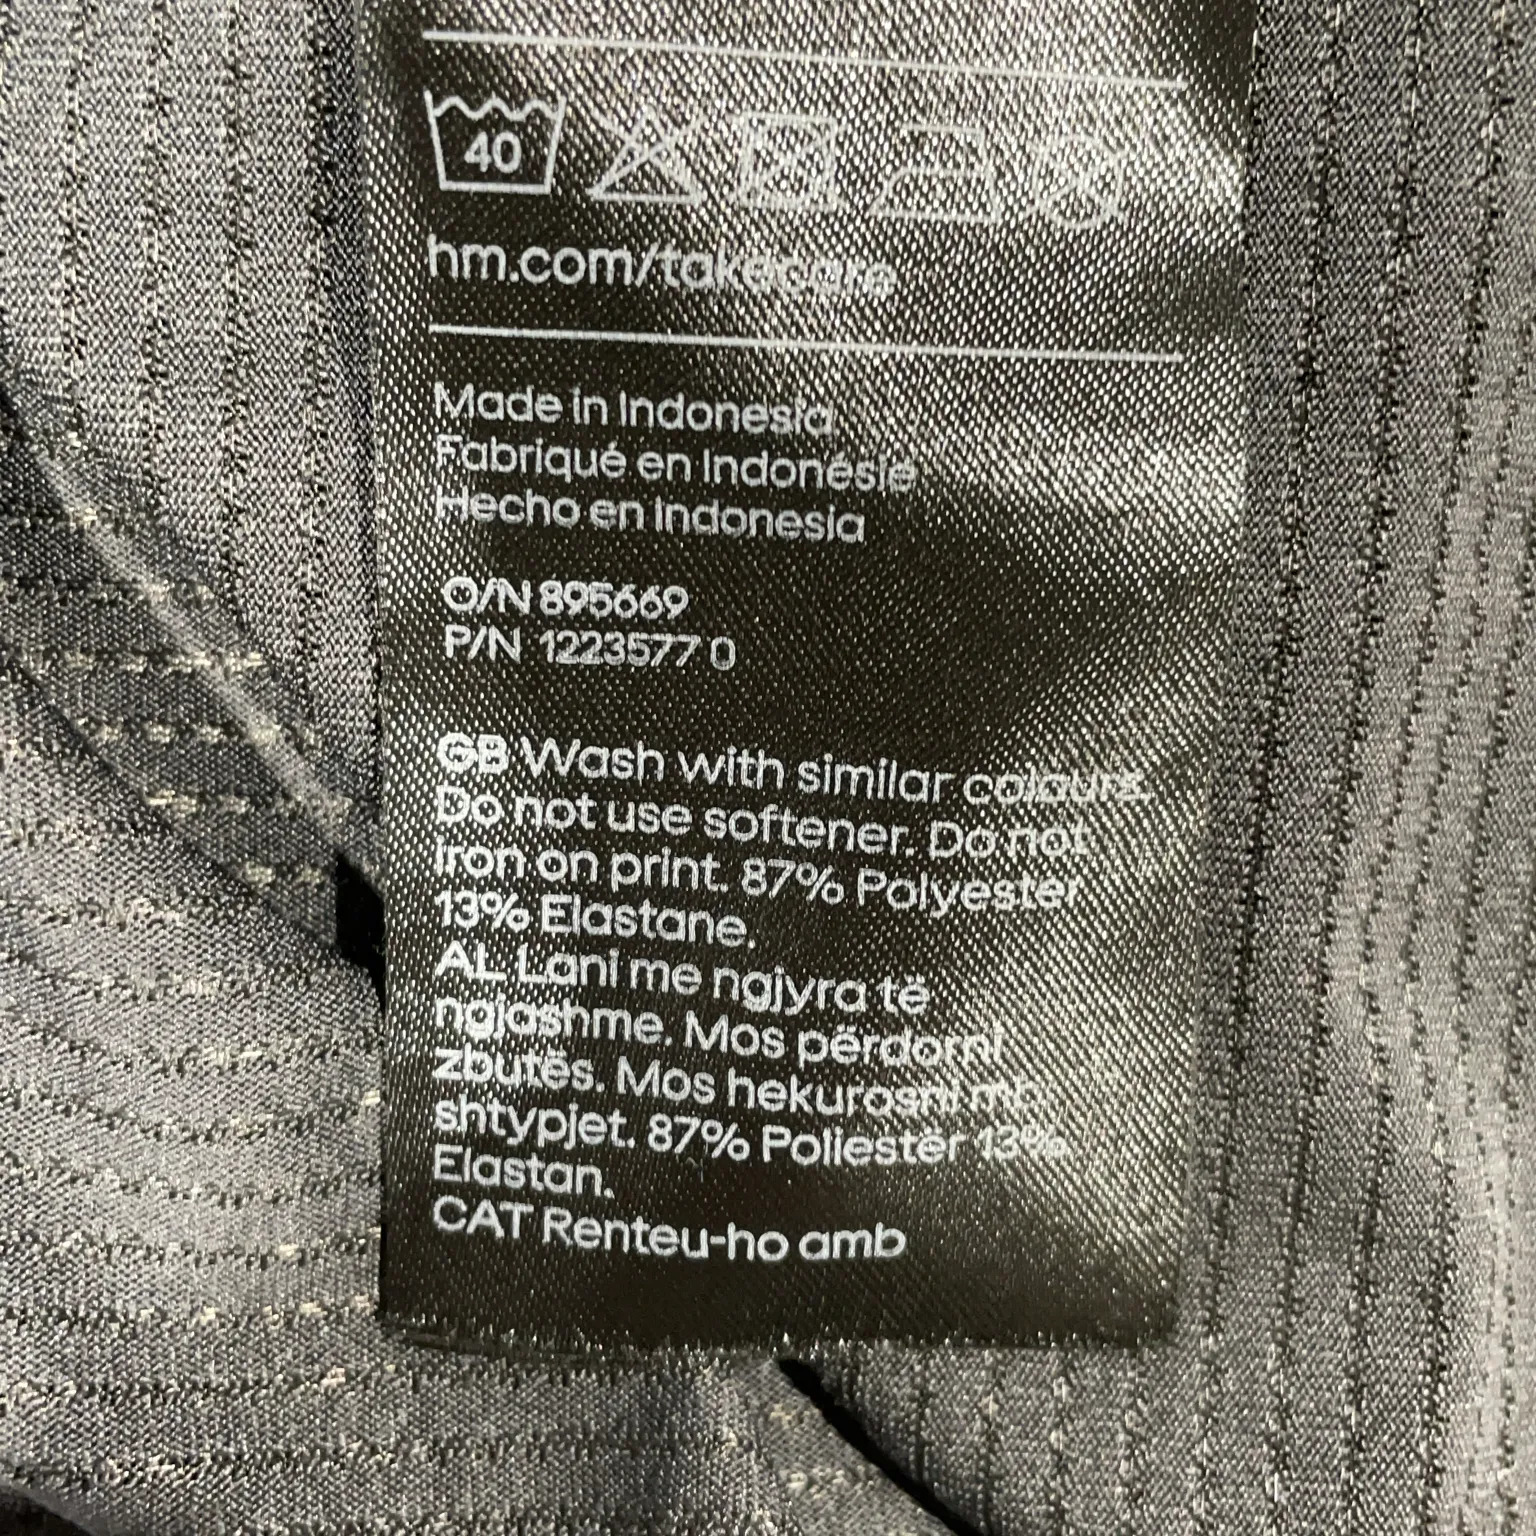 40
hm.com/takecare
Made in Indonesia
Fabriqué en Indonésie
Hecho en Indonesia
O/N 895669
P/N 1223577 0
GB Wash with similar colours.
Do not use softener. Do not
iron on print. 87% Polyester
13% Elastane.
AL Lani me ngjyra të
ngjashme. Mos përdorni
zbutës. Mos hekurosni mb
shtypjet. 87% Poliestër 13%
Elastan.
CAT Renteu-ho amb